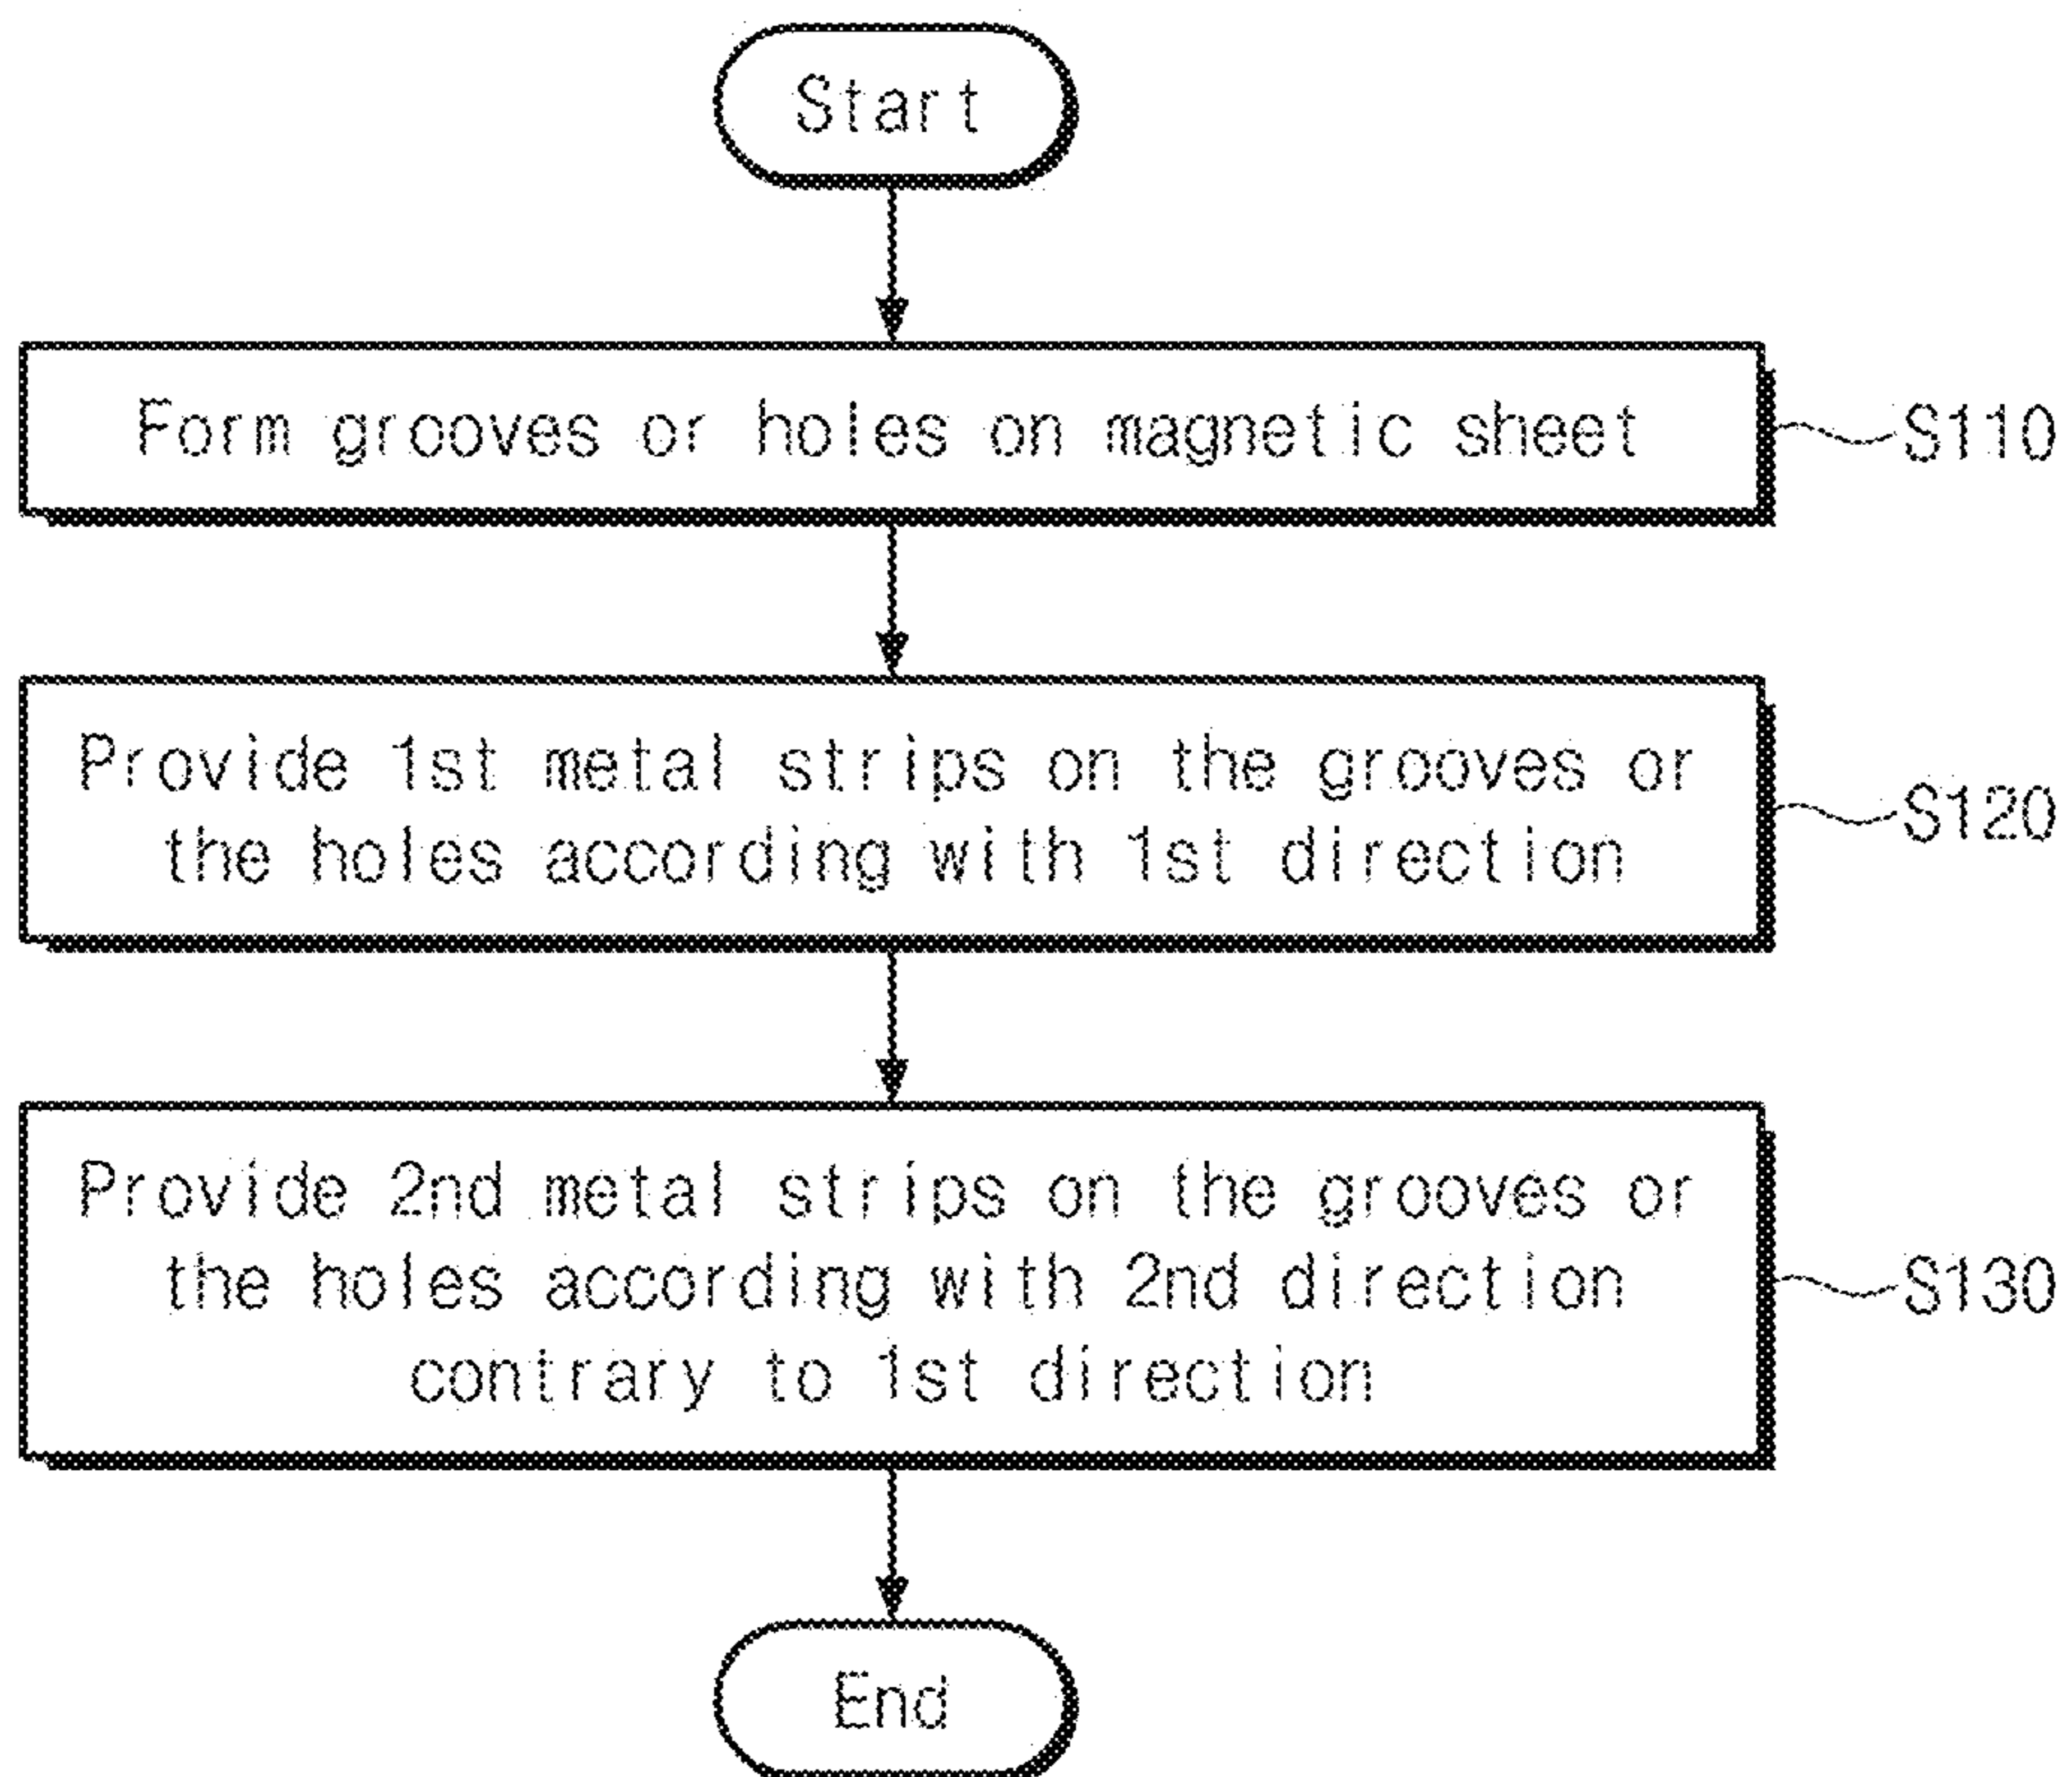 Start
Form grooves or holes on magnetic sheet
S110
Provide 1st metal strips on the grooves or
the holes according with 1st direction
S120
Provide 2nd metal strips on the grooves or
the holes according with 2nd direction
contrary to 1st direction
S130
End